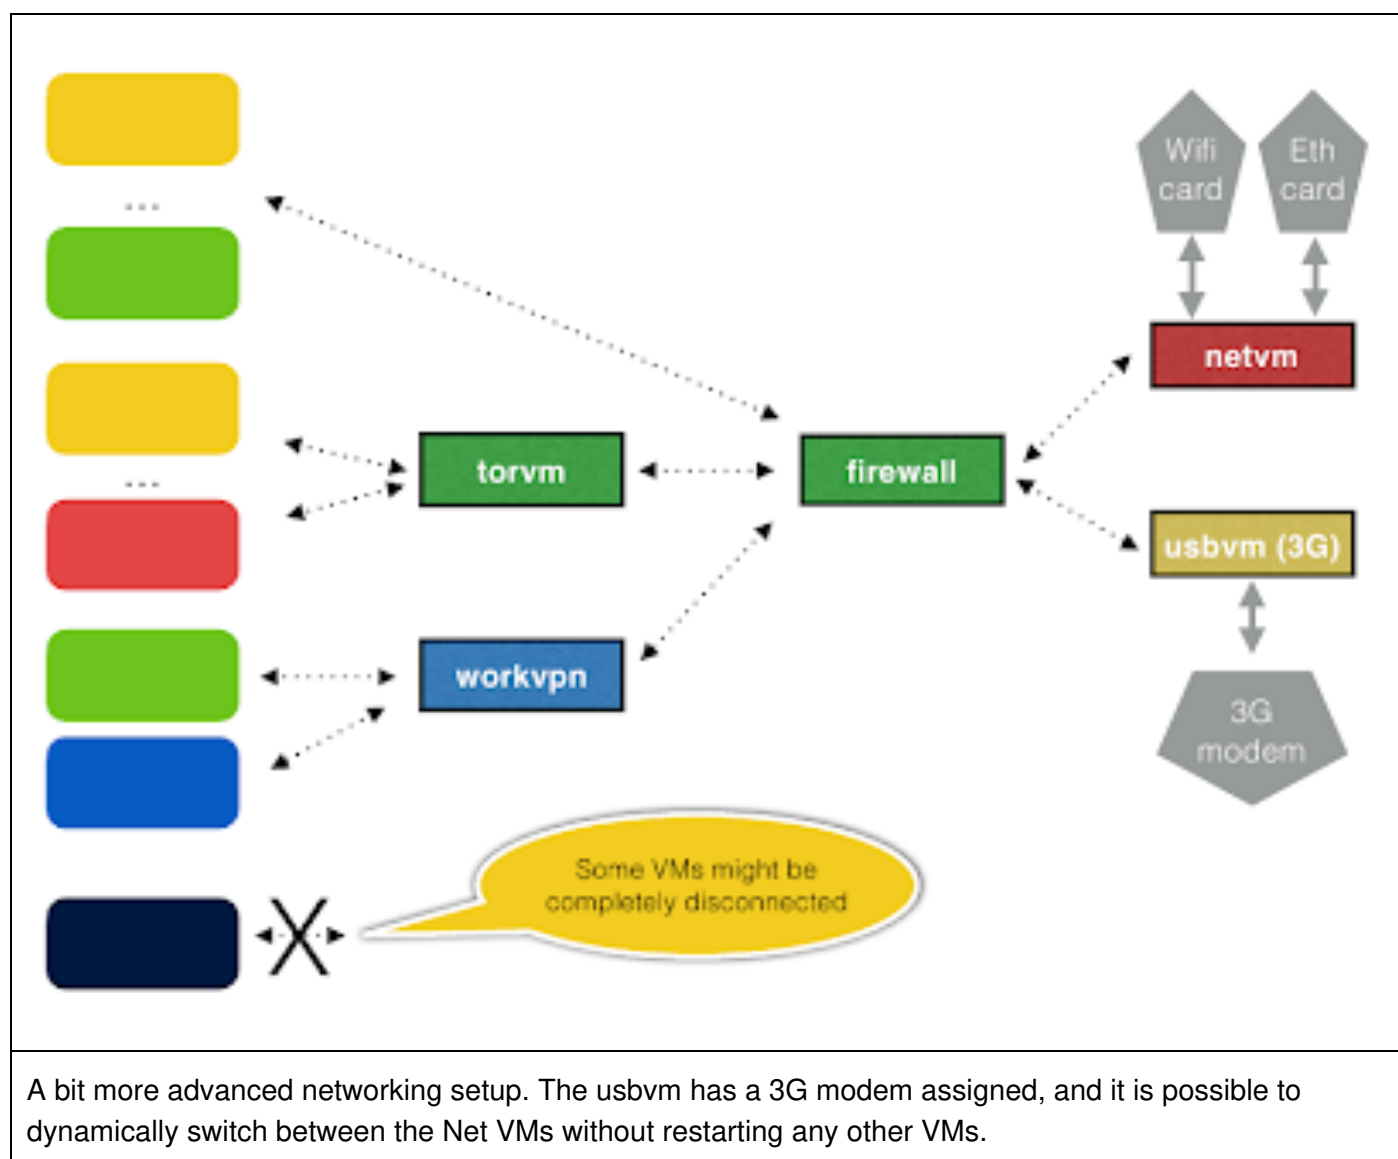 ...
Wifi
card
Eth
card
netvm
...
torvm
firewall
usbvm (3G)
workvpn
3G
modem
Some VMs might be
completely disconnected
A bit more advanced networking setup. The usbvm has a 3G modem assigned, and it is possible to
dynamically switch between the Net VMs without restarting any other VMs.